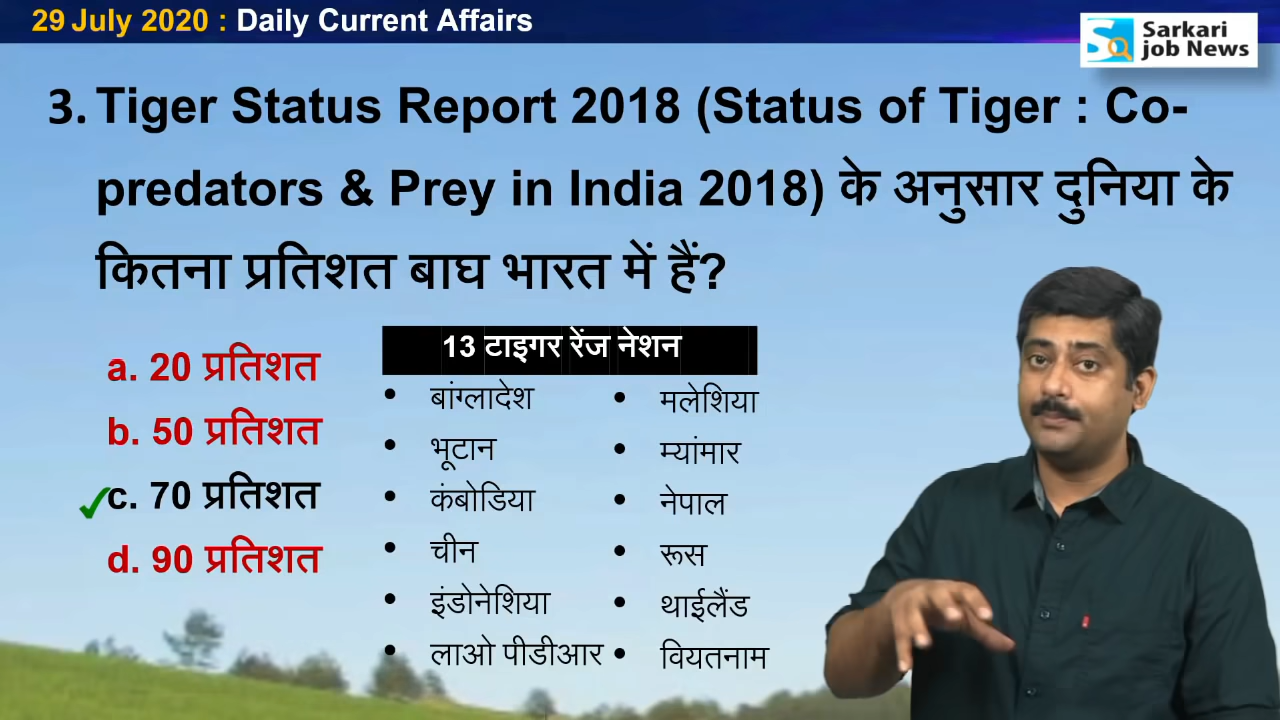 29 July 2020 : Daily Current Affairs
Sarkari
job News
3. Tiger Status Report 2018 (Status of Tiger : Co-
predators & Prey in India 2018) के अनुसार दुनिया के
कितना प्रतिशत बाघ भारत में हैं?
a. 20 प्रतिशत
b. 50 प्रतिशत
c. 70 प्रतिशत
d. 90 प्रतिशत
13 टाइगर रेंज नेशन
• बांग्लादेश
• भूटान
• कंबोडिया
• चीन
• इंडोनेशिया
• लाओ पीडीआर
• मलेशिया
• म्यांमार
• नेपाल
• रूस
• थाईलैंड
• वियतनाम